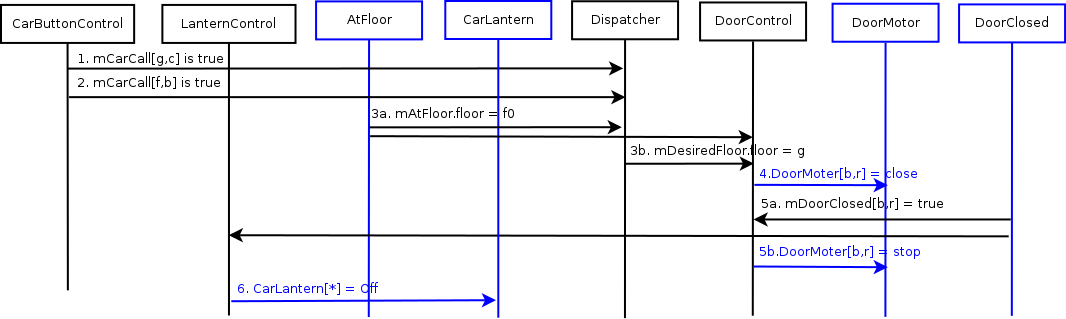 CarButtonControl
LanternControl
AtFloor
CarLantern
Dispatcher
DoorControl
DoorMotor
DoorClosed
1. mCarCall[g,c] is true
2. mCarCall[f,b] is true
3a. mAtFloor.floor = f0
3b. mDesiredFloor.floor = g
4.DoorMoter[b,r] = close
5a. mDoorClosed[b,r] = true
5b.DoorMoter[b,r] = stop
6. CarLantern[*] = Off